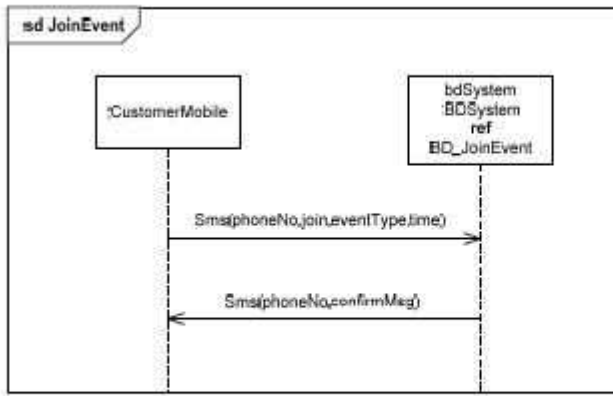 sd JoinEvent
:CustomerMobile
bdSystem
:BDSystem
ref
BD_JoinEvent
Sms(phoneNo,join,eventType,time)
Sms(phoneNo,confirmMsg)